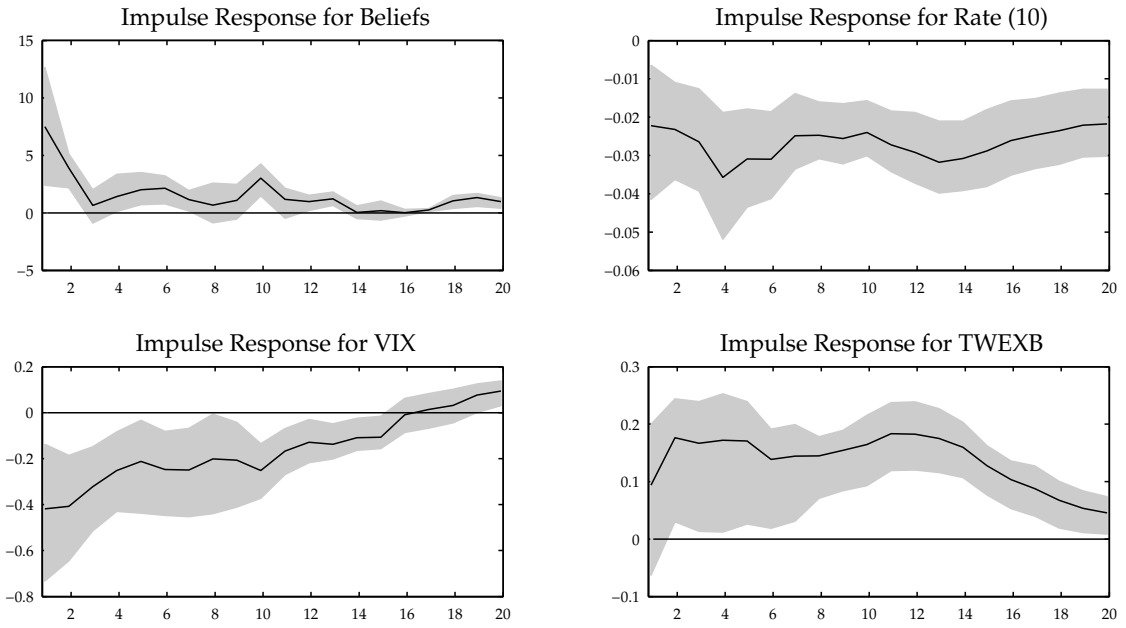 Impulse Response for Beliefs
15
10
5
0
−5
2 4 6 8 10 12 14 16 18 20
Impulse Response for Rate (10)
0
−0.01
−0.02
−0.03
−0.04
−0.05
−0.06
2 4 6 8 10 12 14 16 18 20
Impulse Response for VIX
0.2
0
−0.2
−0.4
−0.6
−0.8
2 4 6 8 10 12 14 16 18 20
Impulse Response for TWEXB
0.3
0.2
0.1
0
−0.1
2 4 6 8 10 12 14 16 18 20